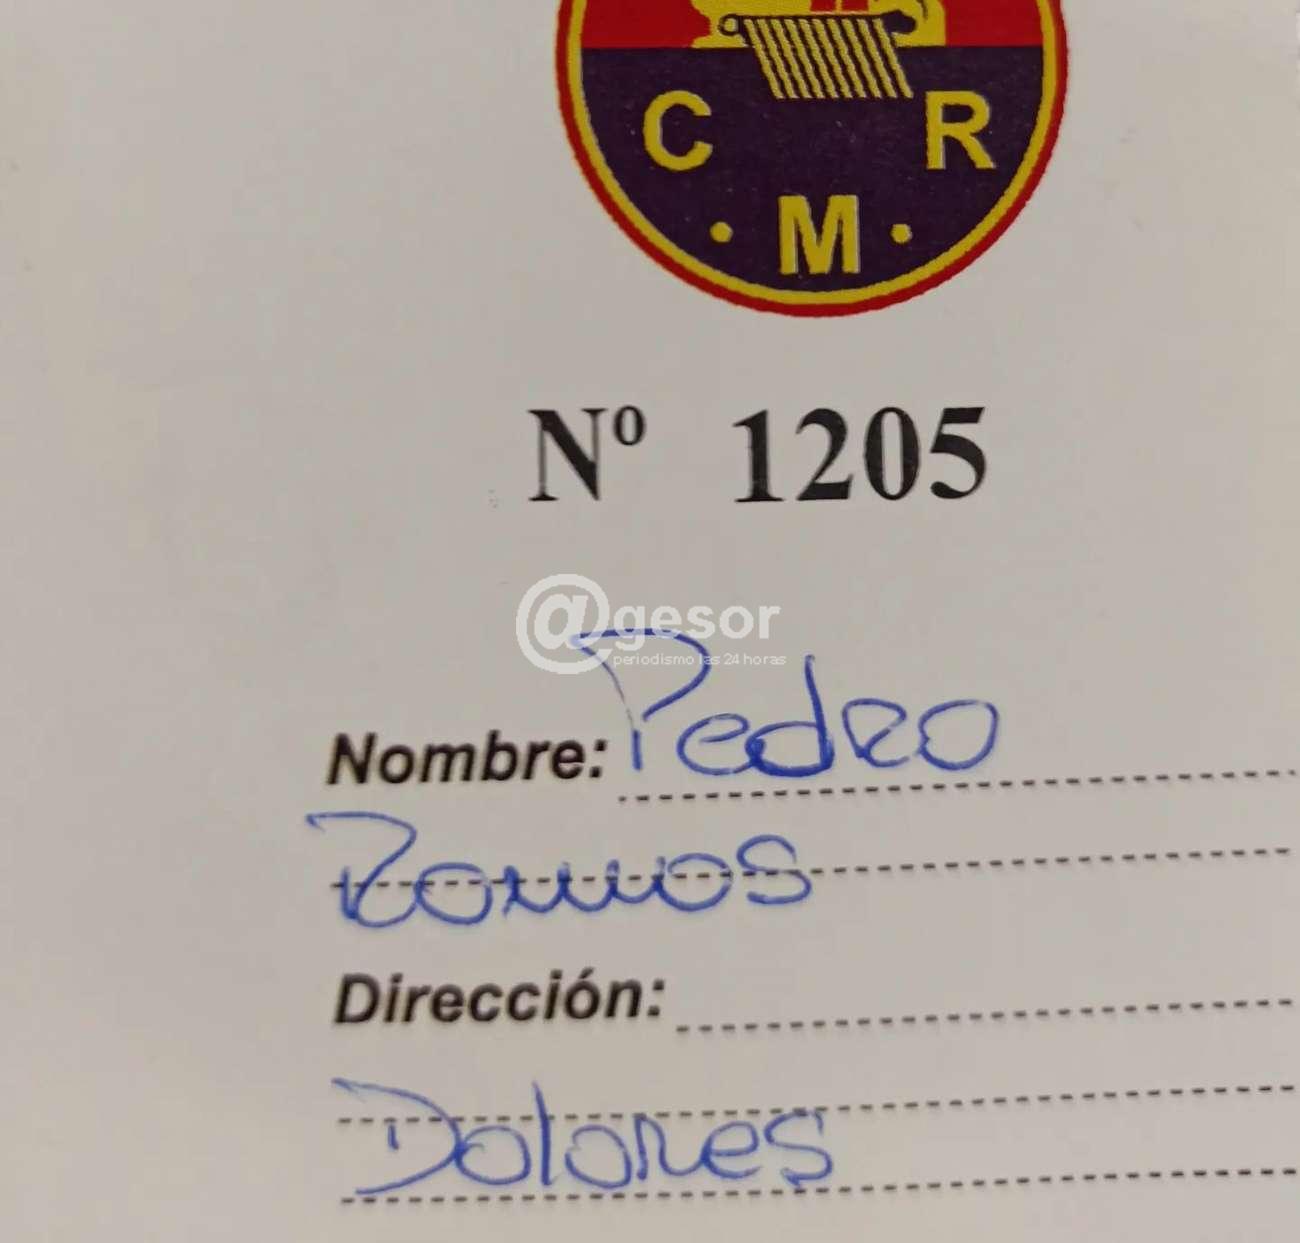 C R
· M ·
Nº 1205
@gesor
periodismo las 24 horas
Nombre: Pedro
Ramos
Dirección:
Dolores